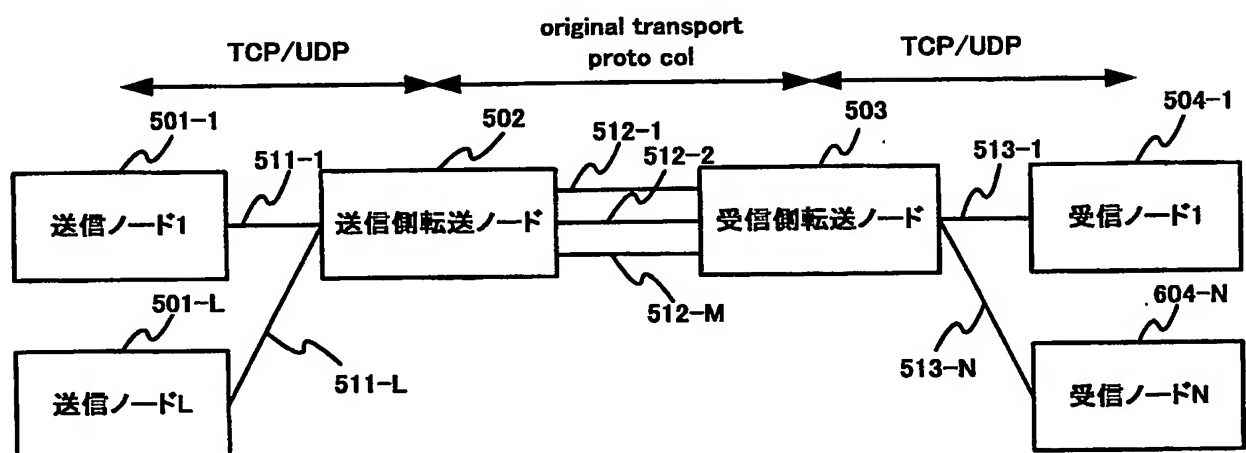 original transport
proto col
TCP/UDP
TCP/UDP
501-1
502
512-1
503
504-1
511-1
512-2
513-1
送信ノード1
送信側転送ノード
受信側転送ノード
受信ノード1
501-L
512-M
604-N
511-L
513-N
送信ノードL
受信ノードN